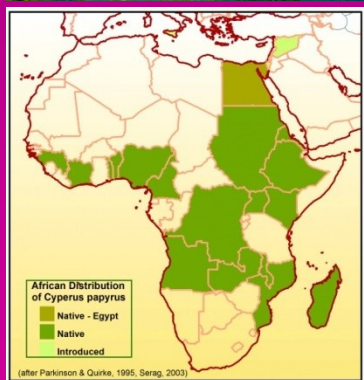 African Distribution
of Cyperus papyrus
Native - Egypt
Native
Introduced
(after Parkinson & Quirke, 1995, Serag, 2003)